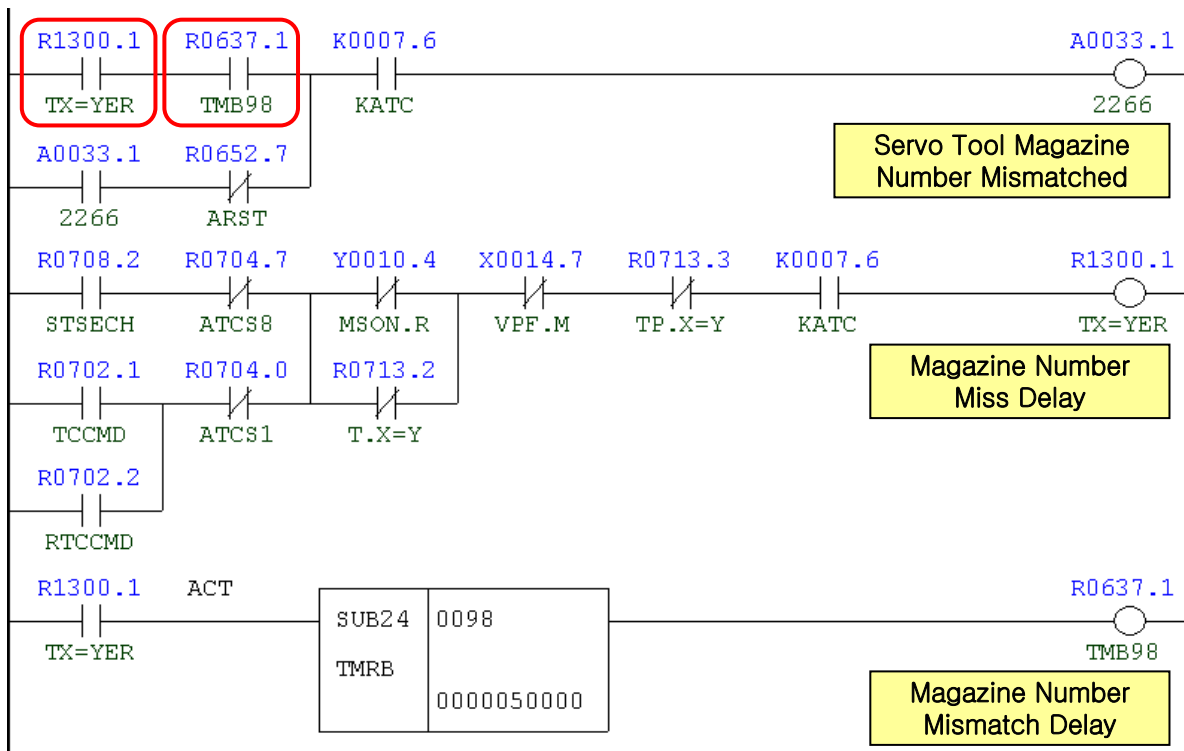 R1300.1 R0637.1 K0007.6 A0033.1
TX=YER TMB98 KATC 2266
Servo Tool Magazine
Number Mismatched
A0033.1 R0652.7
2266 ARST
R0708.2 R0704.7 Y0010.4 X0014.7 R0713.3 K0007.6 R1300.1
STSECH ATCS8 MSON.R VPF.M TP.X=Y KATC TX=YER
Magazine Number
Miss Delay
R0702.1 R0704.0 R0713.2
TCCMD ATCS1 T.X=Y
R0702.2
RTCCMD
R1300.1 ACT R0637.1
SUB24 0098
TX=YER TMRB TMB98
0000050000
Magazine Number
Mismatch Delay